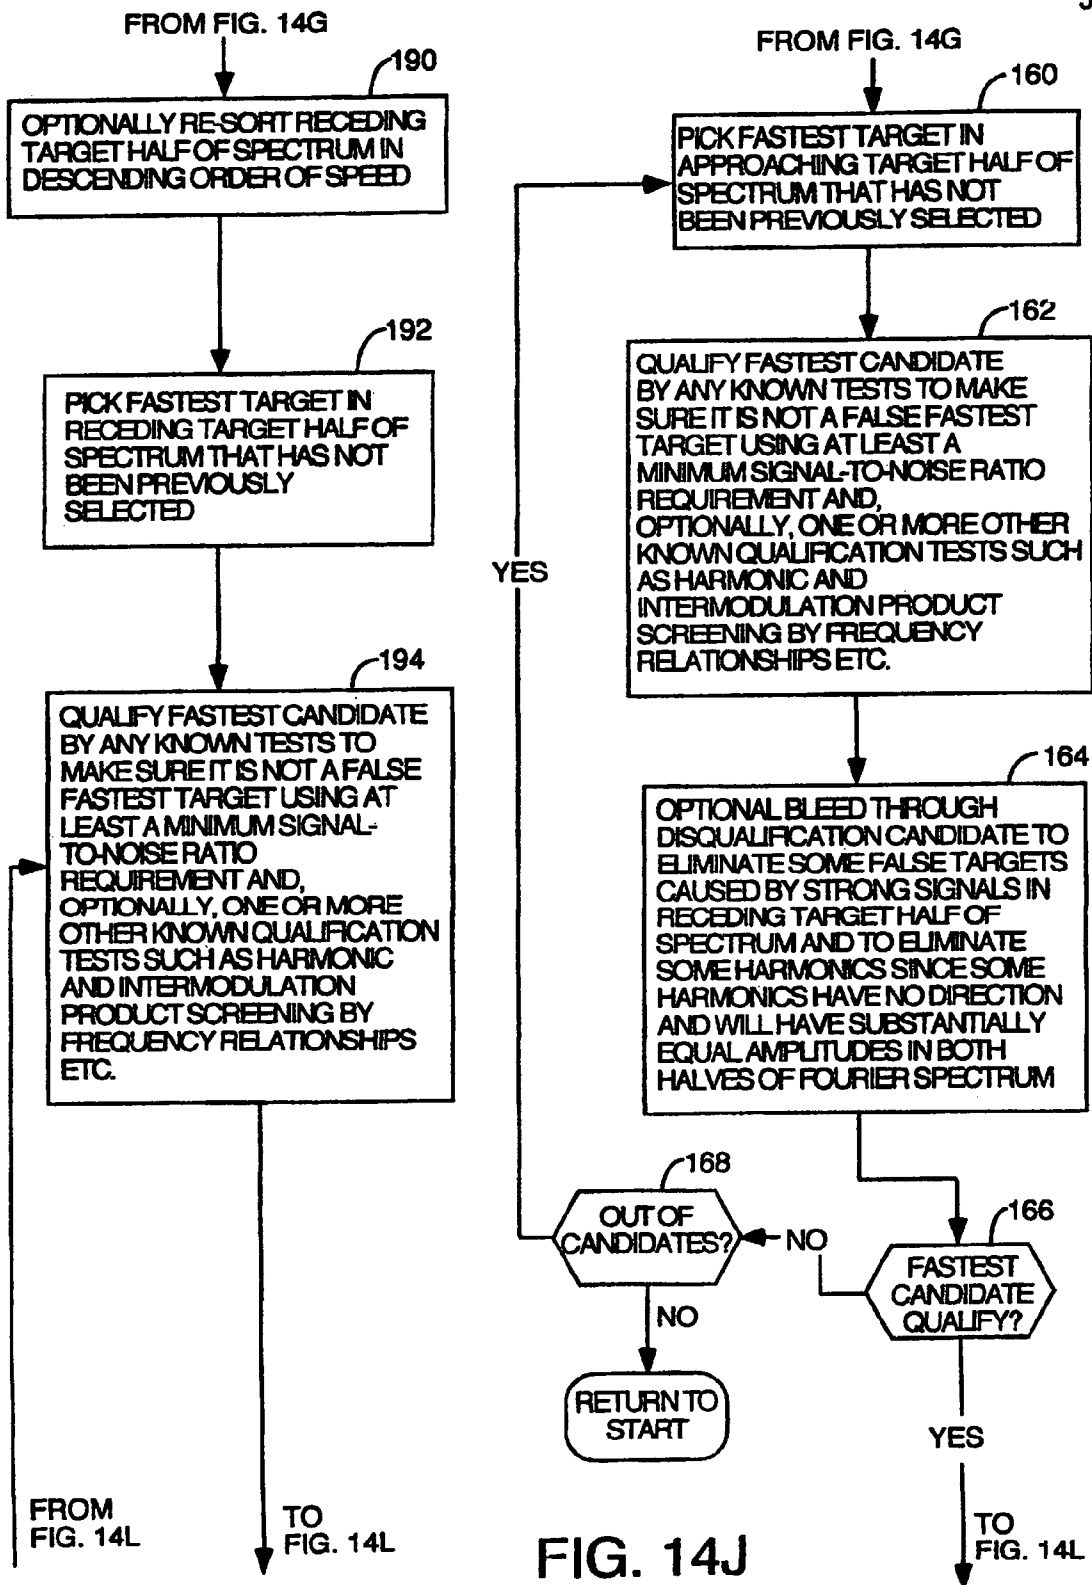 FROM FIG. 14G
190
OPTIONALLY RE-SORT RECEDING
TARGET HALF OF SPECTRUM IN
DESCENDING ORDER OF SPEED
192
PICK FASTEST TARGET IN
RECEDING TARGET HALF OF
SPECTRUM THAT HAS NOT
BEEN PREVIOUSLY
SELECTED
194
QUALIFY FASTEST CANDIDATE
BY ANY KNOWN TESTS TO
MAKE SURE IT IS NOT A FALSE
FASTEST TARGET USING AT
LEAST A MINIMUM SIGNAL-
TO-NOISE RATIO
REQUIREMENT AND,
OPTIONALLY, ONE OR MORE
OTHER KNOWN QUALIFICATION
TESTS SUCH AS HARMONIC
AND INTERMODULATION
PRODUCT SCREENING BY
FREQUENCY RELATIONSHIPS
ETC.
FROM
FIG. 14L
TO
FIG. 14L
FROM FIG. 14G
160
PICK FASTEST TARGET IN
APPROACHING TARGET HALF OF
SPECTRUM THAT HAS NOT
BEEN PREVIOUSLY SELECTED
162
QUALIFY FASTEST CANDIDATE
BY ANY KNOWN TESTS TO MAKE
SURE IT IS NOT A FALSE FASTEST
TARGET USING AT LEAST A
MINIMUM SIGNAL-TO-NOISE RATIO
REQUIREMENT AND,
OPTIONALLY, ONE OR MORE OTHER
KNOWN QUALIFICATION TESTS SUCH
AS HARMONIC AND
INTERMODULATION PRODUCT
SCREENING BY FREQUENCY
RELATIONSHIPS ETC.
YES
164
OPTIONAL BLEED THROUGH
DISQUALIFICATION CANDIDATE TO
ELIMINATE SOME FALSE TARGETS
CAUSED BY STRONG SIGNALS IN
RECEDING TARGET HALF OF
SPECTRUM AND TO ELIMINATE
SOME HARMONICS SINCE SOME
HARMONICS HAVE NO DIRECTION
AND WILL HAVE SUBSTANTIALLY
EQUAL AMPLITUDES IN BOTH
HALVES OF FOURIER SPECTRUM
168
OUT OF
CANDIDATES?
NO
166
FASTEST
CANDIDATE
QUALIFY?
NO
RETURN TO
START
YES
TO
FIG. 14L
FIG. 14J